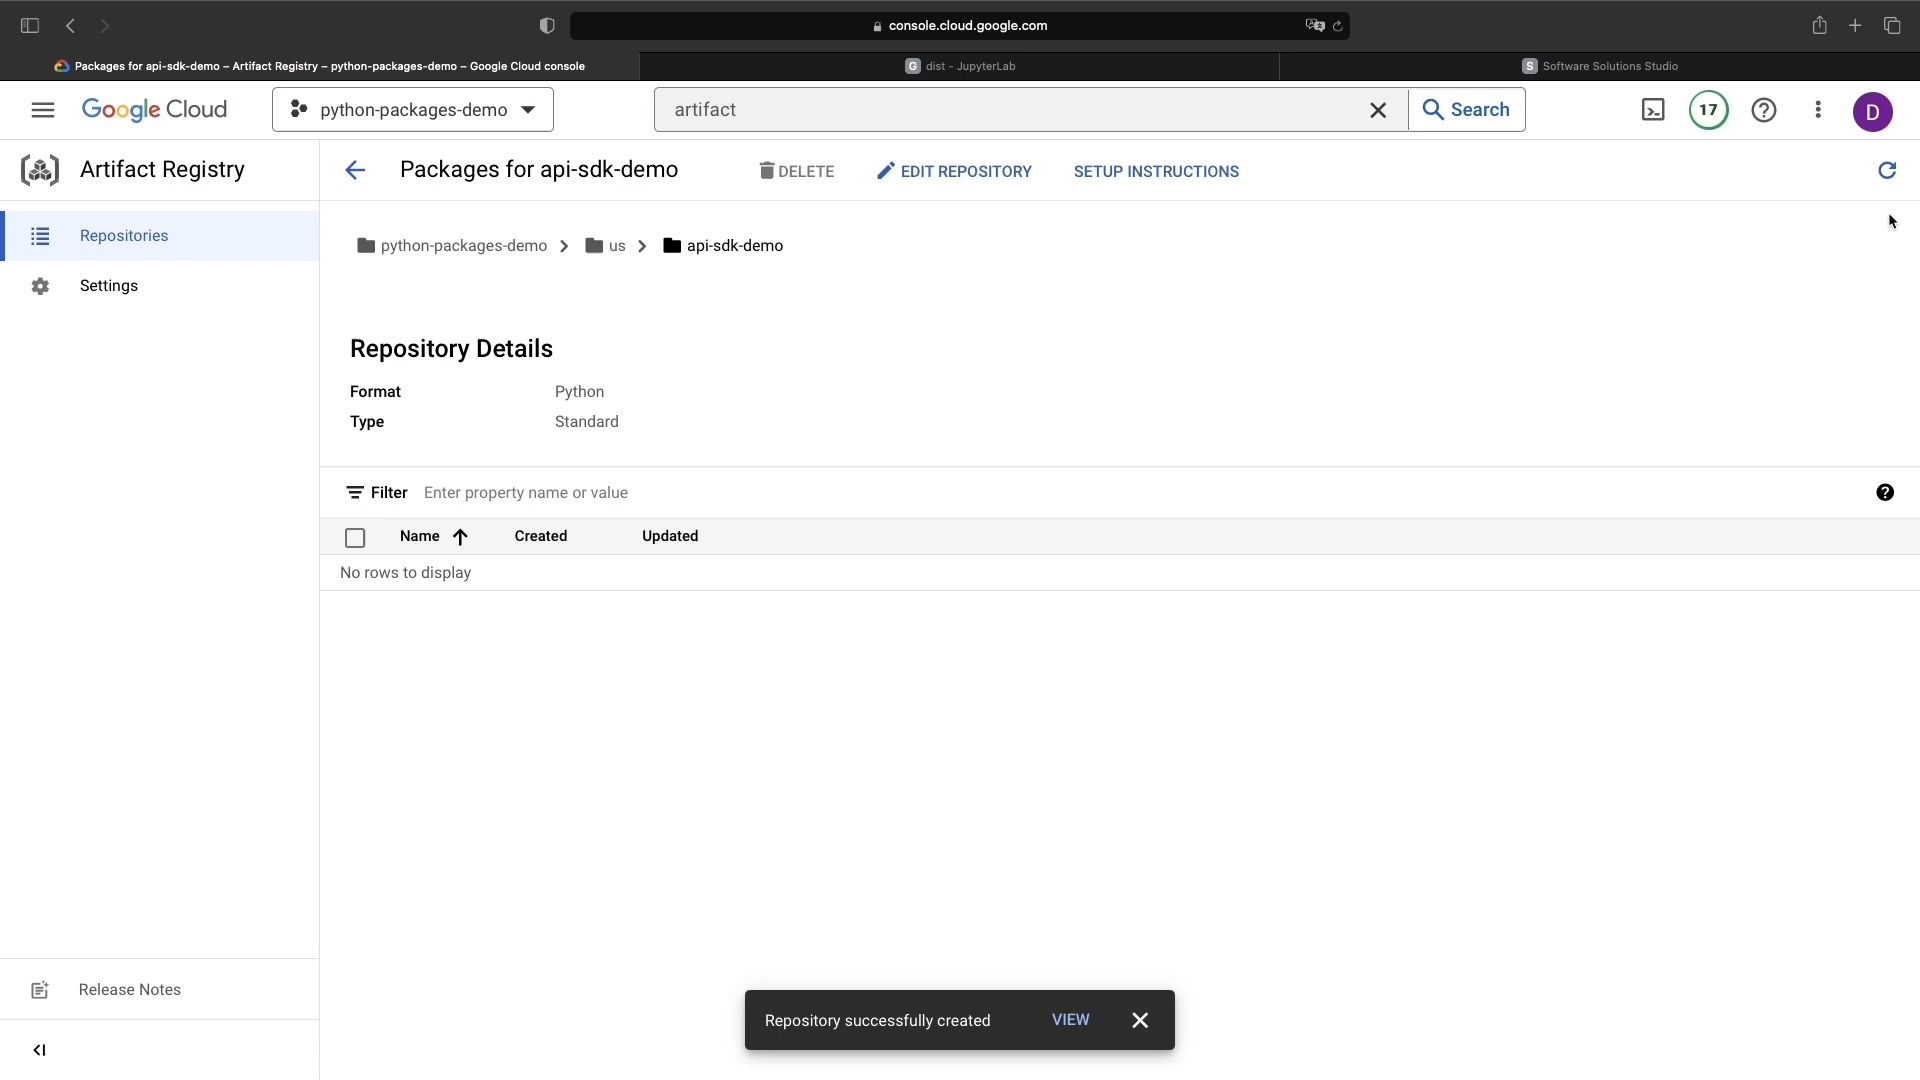 console.cloud.google.com
Packages for api-sdk-demo – Artifact Registry – python-packages-demo – Google Cloud console
G dist - JupyterLab
S Software Solutions Studio
Google Cloud
python-packages-demo
artifact
Search
17
D
Artifact Registry
Packages for api-sdk-demo
DELETE
EDIT REPOSITORY
SETUP INSTRUCTIONS
Repositories
Settings
python-packages-demo
us
api-sdk-demo
Repository Details
Format Python
Type Standard
Filter Enter property name or value
Name Created Updated
No rows to display
Release Notes
Repository successfully created VIEW